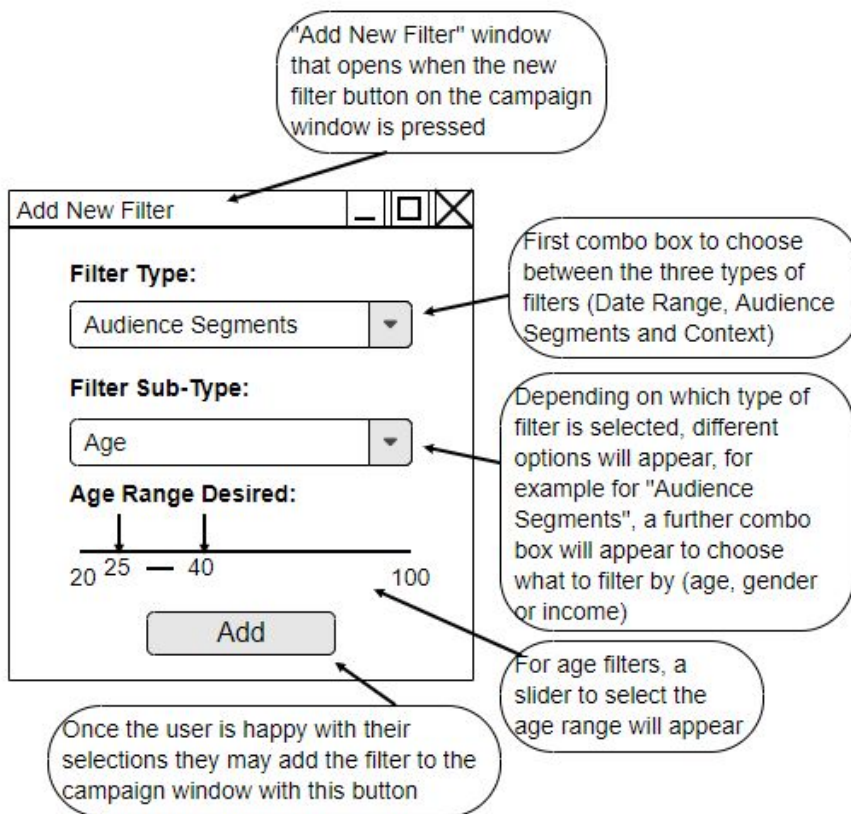 "Add New Filter" window
that opens when the new
filter button on the campaign
window is pressed
Add New Filter
Filter Type:
Audience Segments
First combo box to choose
between the three types of
filters (Date Range, Audience
Segments and Context)
Filter Sub-Type:
Age
Depending on which type of
filter is selected, different
options will appear, for
example for "Audience
Segments", a further combo
box will appear to choose
what to filter by (age, gender
or income)
Age Range Desired:
20 25 — 40 100
Add
For age filters, a
slider to select the
age range will appear
Once the user is happy with their
selections they may add the filter to the
campaign window with this button